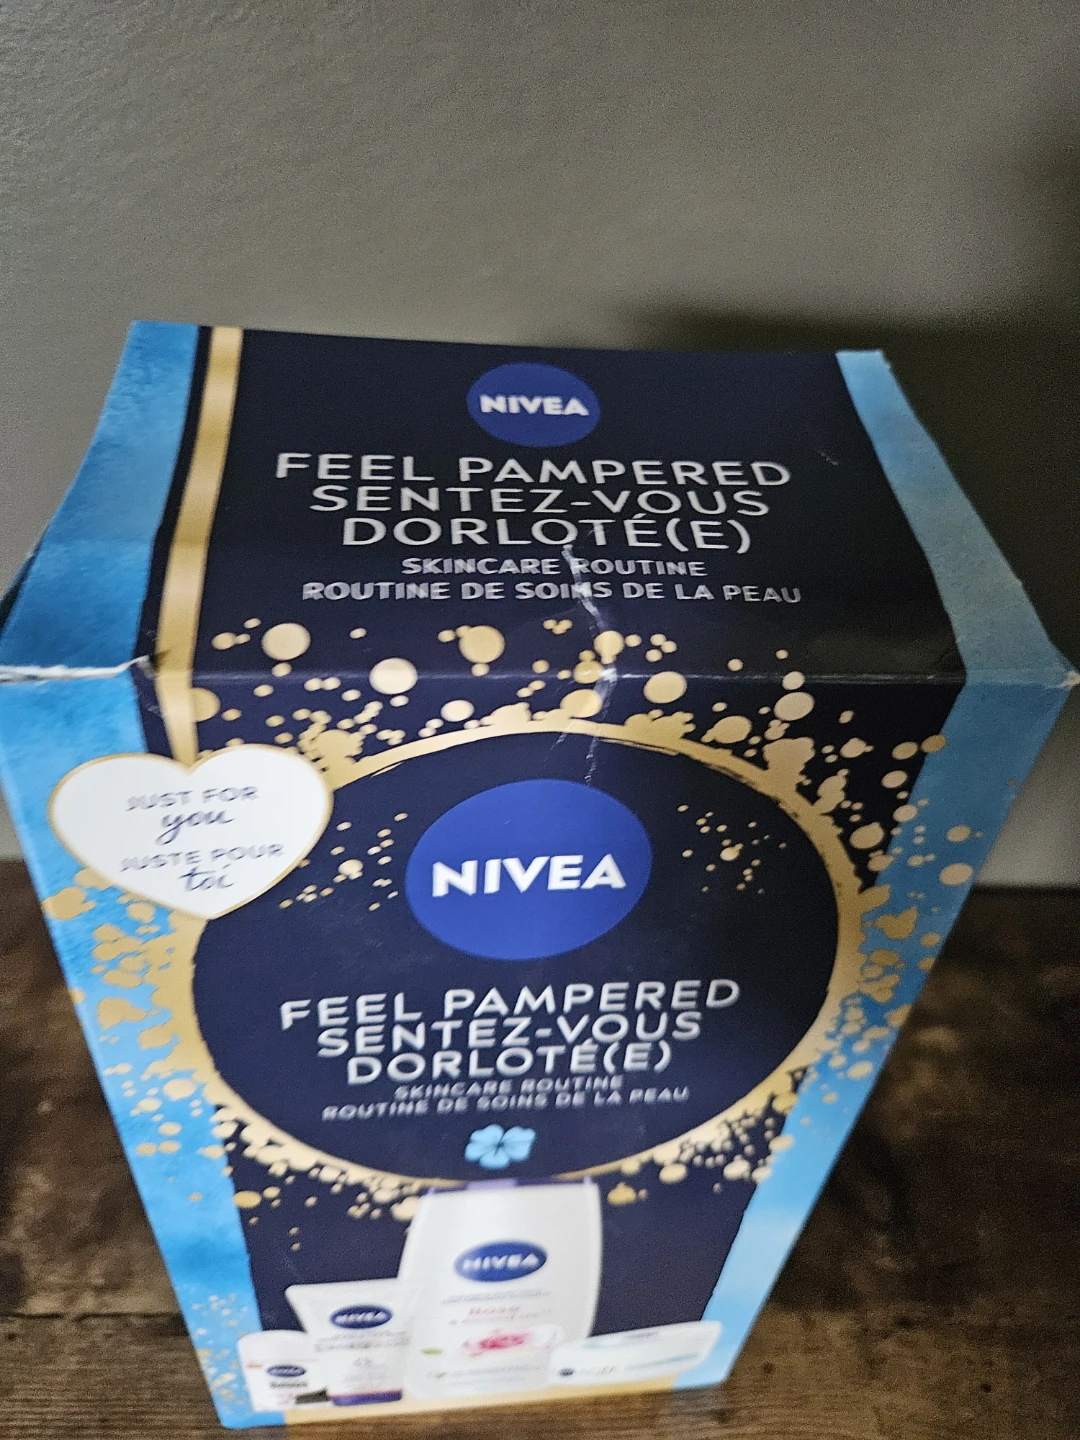 NIVEA
FEEL PAMPERED
SENTEZ-VOUS
DORLOTÉ(E)
SKINCARE ROUTINE
ROUTINE DE SOINS DE LA PEAU
JUST FOR
you
JUSTE POUR
toi
NIVEA
FEEL PAMPERED
SENTEZ-VOUS
DORLOTÉ(E)
SKINCARE ROUTINE
ROUTINE DE SOINS DE LA PEAU
NIVEA
Rose
NIVEA
NIVEA